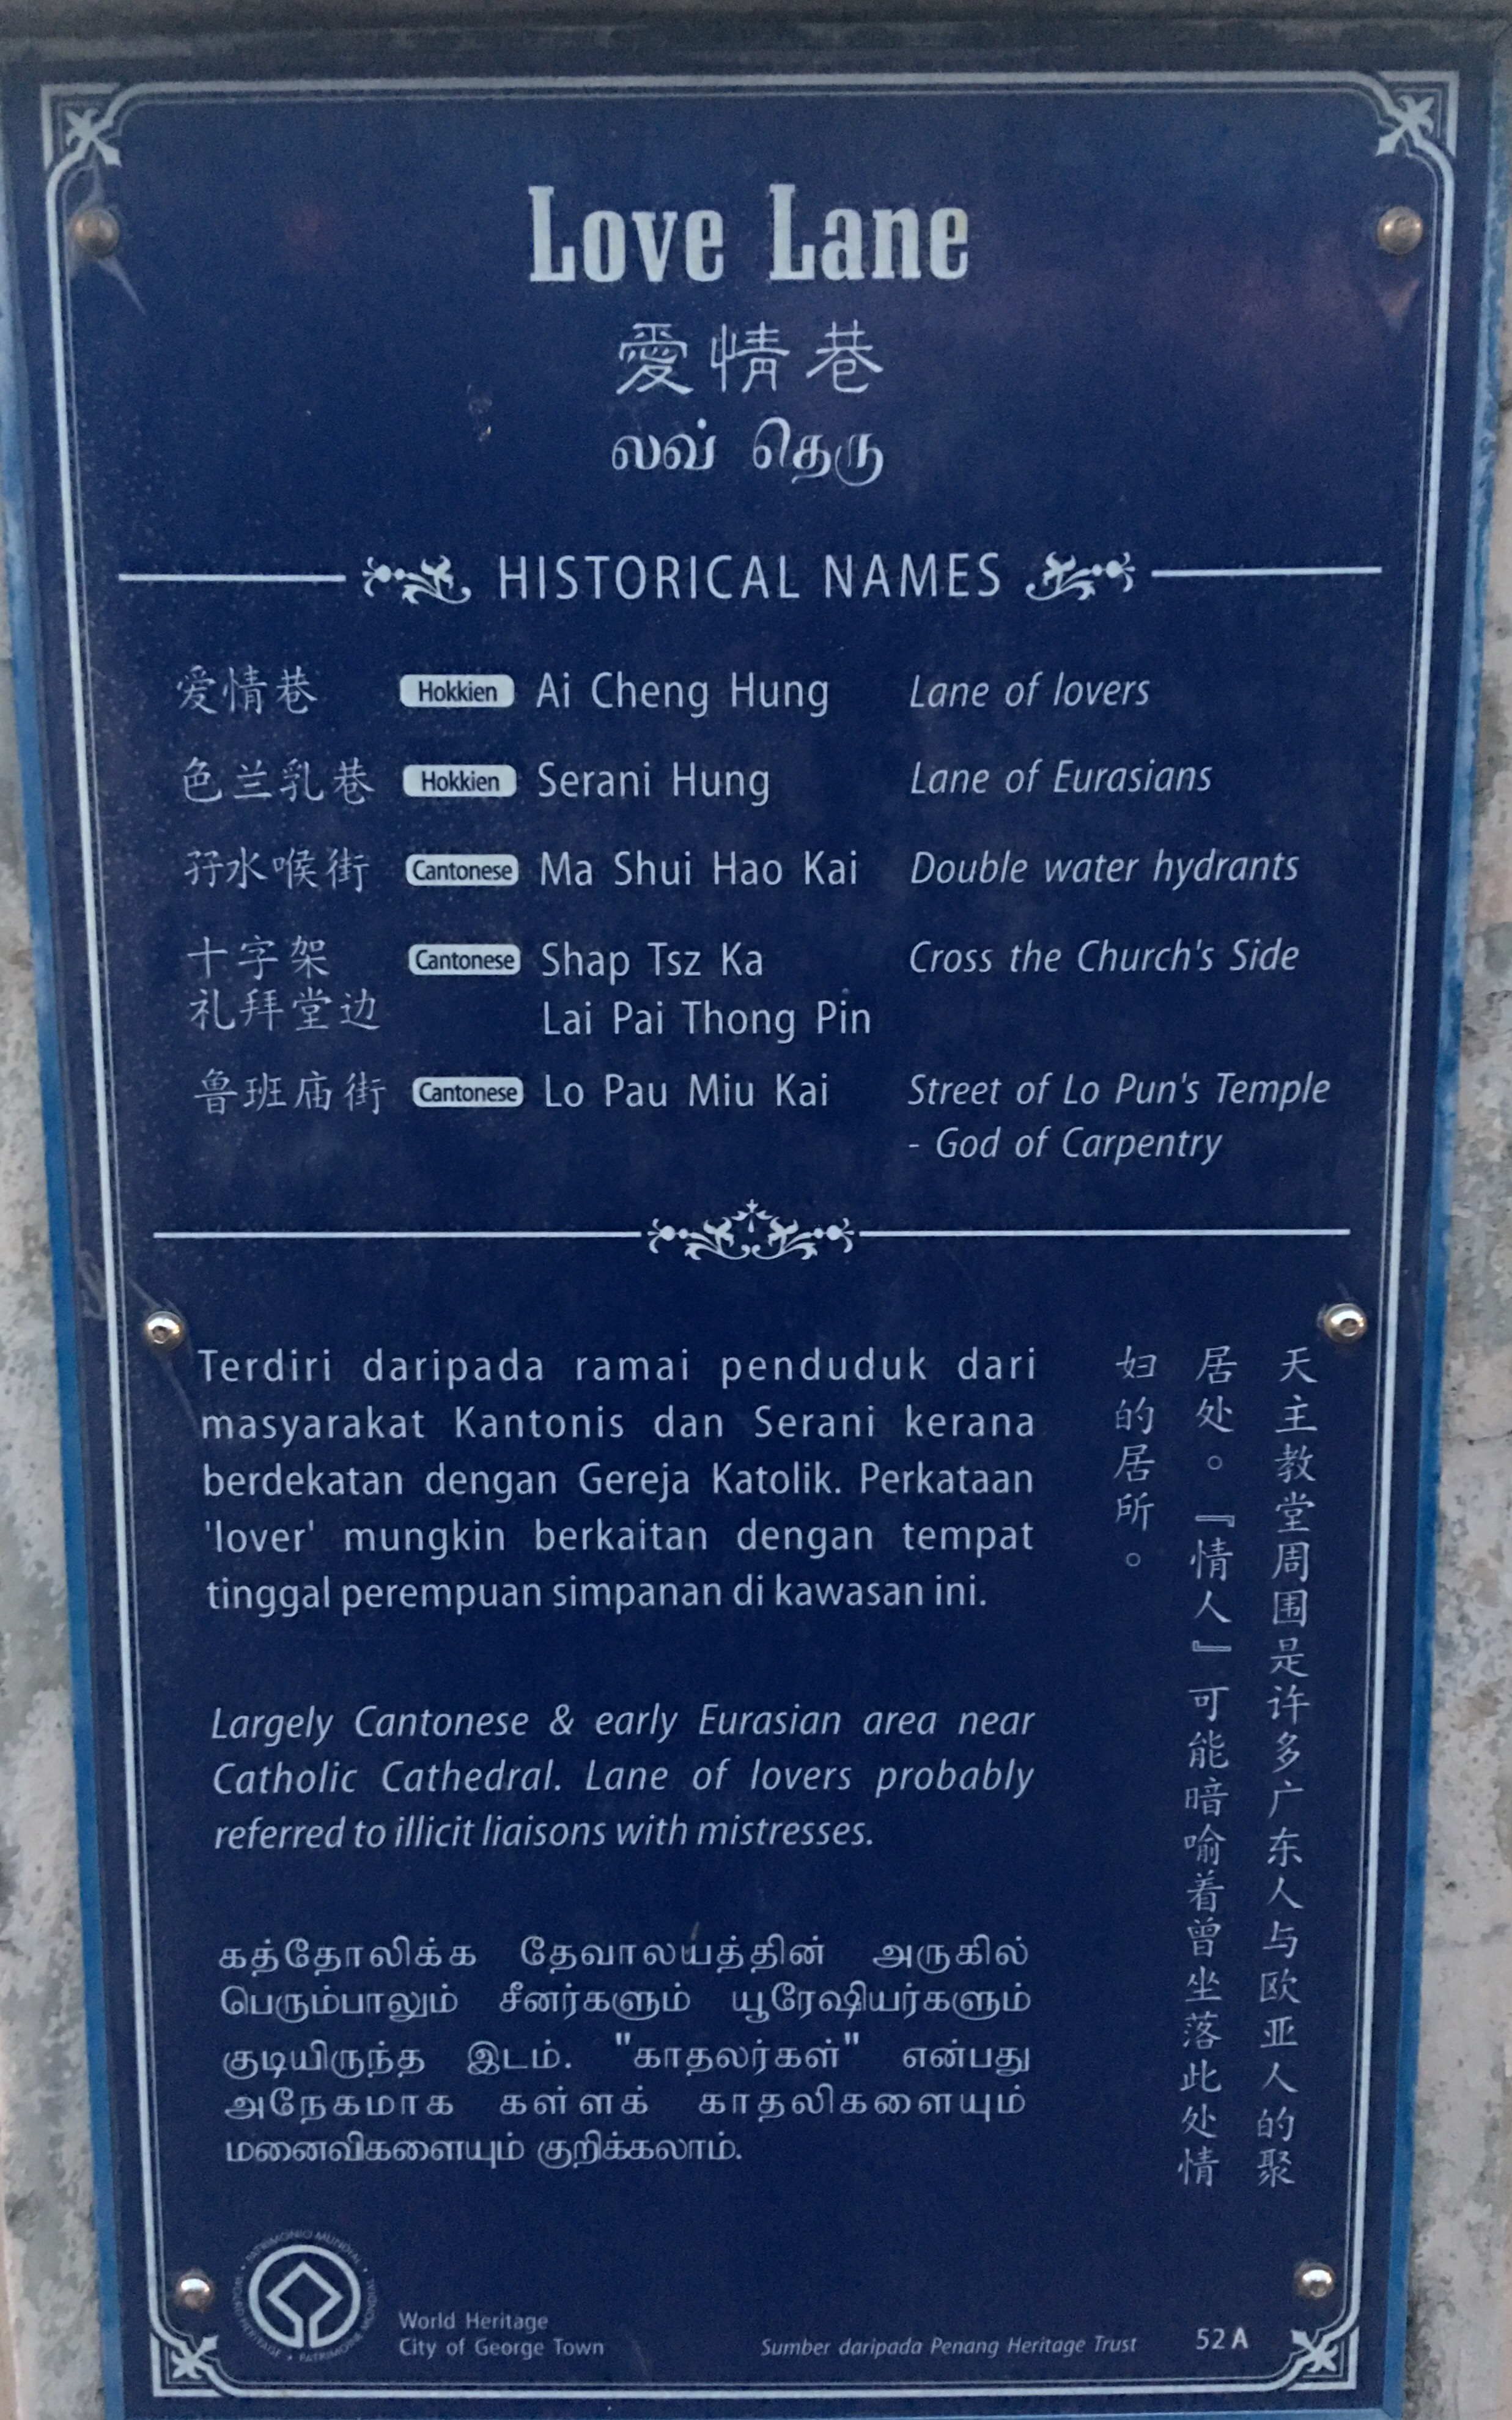 Love Lane
愛情巷
லவ் தெரு
HISTORICAL NAMES
爱情巷 Hokkien Ai Cheng Hung Lane of lovers
色兰乳巷 Hokkien Serani Hung Lane of Eurasians
孖水喉街 Cantonese Ma Shui Hao Kai Double water hydrants
十字架 Cantonese Shap Tsz Ka Cross the Church's Side
礼拜堂边 Lai Pai Thong Pin
鲁班庙街 Cantonese Lo Pau Miu Kai Street of Lo Pun's Temple
- God of Carpentry
Terdiri daripada ramai penduduk dari
masyarakat Kantonis dan Serani kerana
berdekatan dengan Gereja Katolik. Perkataan
'lover' mungkin berkaitan dengan tempat
tinggal perempuan simpanan di kawasan ini.
Largely Cantonese & early Eurasian area near
Catholic Cathedral. Lane of lovers probably
referred to illicit liaisons with mistresses.
கத்தோலிக்க தேவாலயத்தின் அருகில்
பெரும்பாலும் சீனர்களும் யூரேஷியர்களும்
குடியிருந்த இடம். "காதலர்கள்" என்பது
அநேகமாக கள்ளக் காதலிகளையும்
மனைவிகளையும் குறிக்கலாம்.
天主教堂周围是许多广东人与欧亚人的聚
居处。『情人』可能暗喻着曾坐落此处情
妇的居所。
PATRIMONIO MUNDIAL • WORLD HERITAGE • PATRIMOINE MONDIAL •
World Heritage
City of George Town
Sumber daripada Penang Heritage Trust
52A